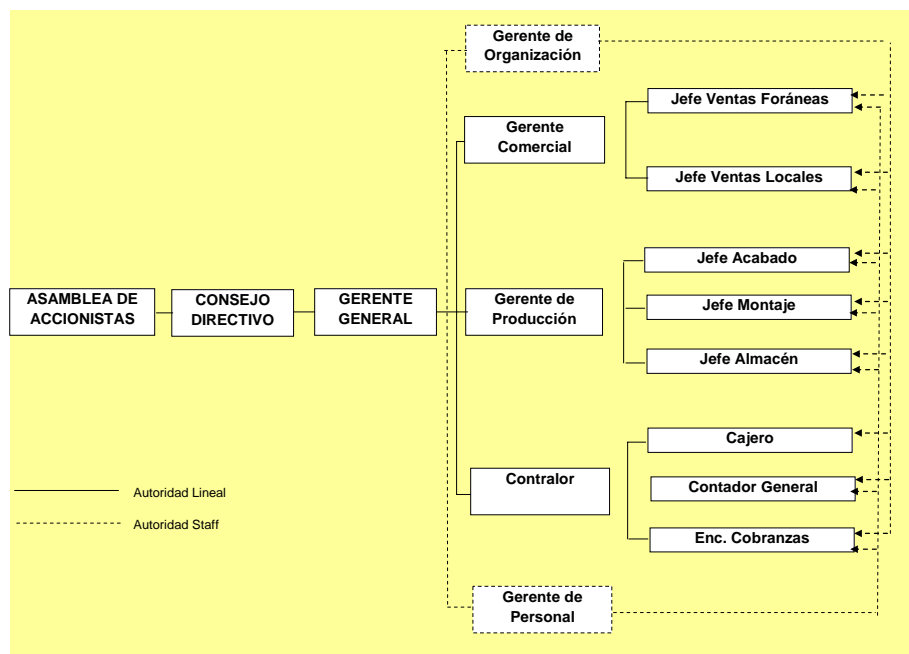 Gerente de
Organización
Jefe Ventas Foráneas
Gerente
Comercial
Jefe Ventas Locales
Jefe Acabado
ASAMBLEA DE
ACCIONISTAS
CONSEJO
DIRECTIVO
GERENTE
GENERAL
Gerente de
Producción
Jefe Montaje
Jefe Almacén
Cajero
Contralor
Contador General
Enc. Cobranzas
Autoridad Lineal
Autoridad Staff
Gerente de
Personal